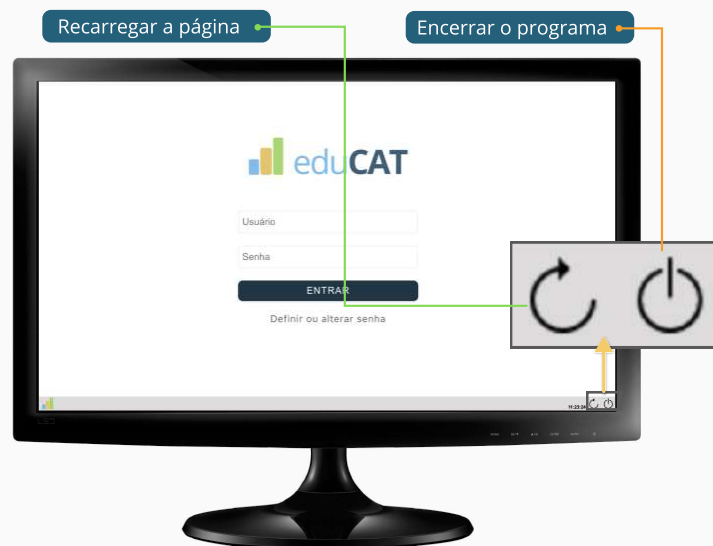 Recarregar a página
Encerrar o programa
eduCAT
Usuário
Senha
ENTRAR
Definir ou alterar senha